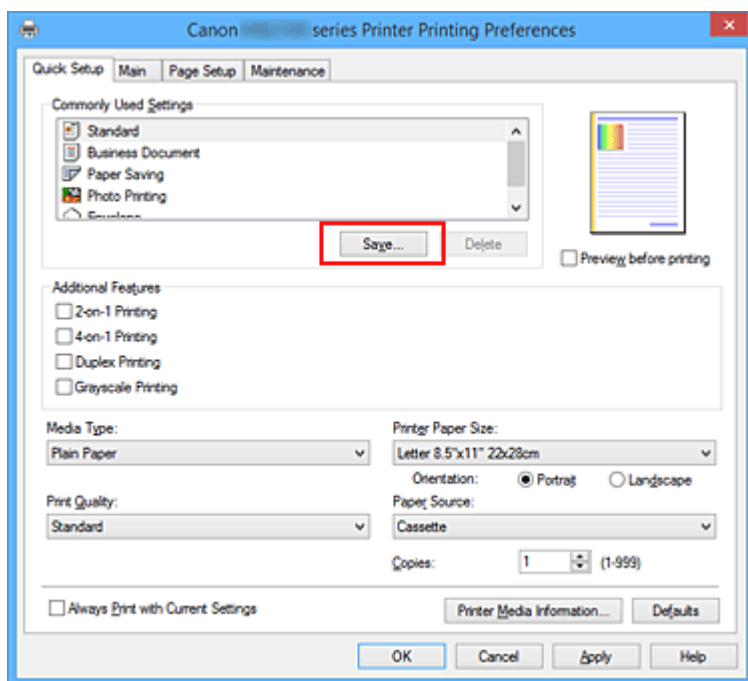 Canon series Printer Printing Preferences
Quick Setup Main Page Setup Maintenance
Commonly Used Settings
Standard
Business Document
Paper Saving
Photo Printing
Save... Delete
Preview before printing
Additional Features
2-on-1 Printing
4-on-1 Printing
Duplex Printing
Grayscale Printing
Media Type:
Plain Paper
Printer Paper Size:
Letter 8.5"x11" 22x28cm
Orientation: Portrait Landscape
Print Quality:
Standard
Paper Source:
Cassette
Copies: 1 (1-999)
Always Print with Current Settings
Printer Media Information... Defaults
OK Cancel Apply Help